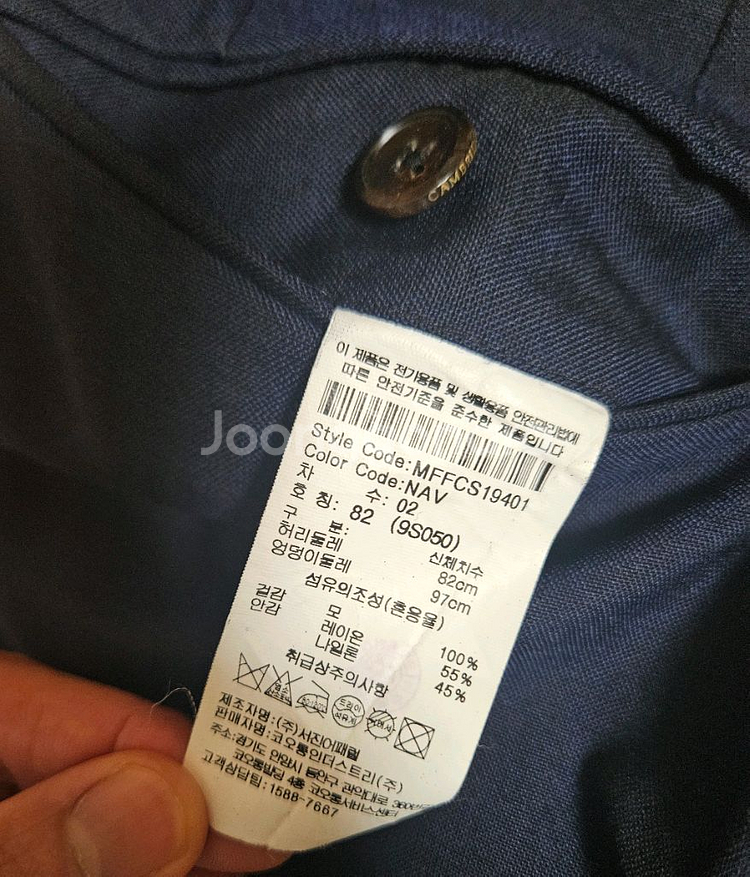 CAMBRI
이 제품은 전기용품 및 생활용품 안전관리법에
따른 안전기준을 준수한 제품입니다
Joo
Style Code:MFFCS19401
Color Code:NAV
차 수: 02
호 칭: 82 (9S050)
구 분: 신체치수
허리둘레 82cm
엉덩이둘레 97cm
섬유의조성(혼용율)
겉감 모 100%
안감 레이온 55%
나일론 45%
취급상주의사항
드라이
석유계
제조자명:(주)서진어패럴
판매자명:코오롱인더스트리(주)
주소:경기도 안양시 동안구 관악대로
코오롱빌딩 4층 코오롱서비스센터
고객상담팀:1588-7667